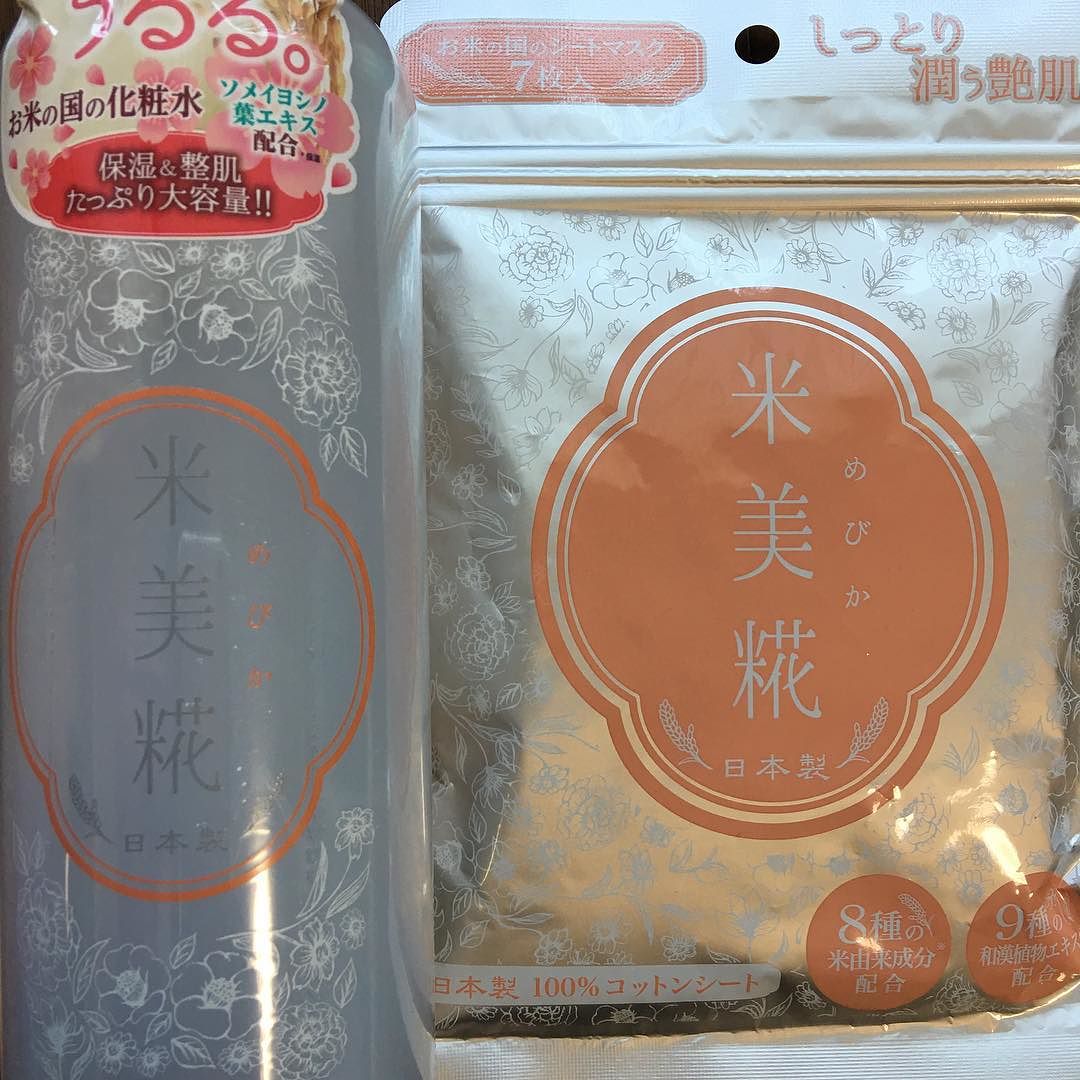 うるる。
お米の国の化粧水
ソメイヨシノ
葉エキス
配合
保湿&整肌
たっぷり大容量!!
米美糀
めびか
日本製
お米の国のシートマスク
7枚入
しっとり
潤う艶肌
米美糀
めびか
日本製
8種の
米由来成分※
配合
9種の
和漢植物エキス
配合
日本製 100%コットンシート